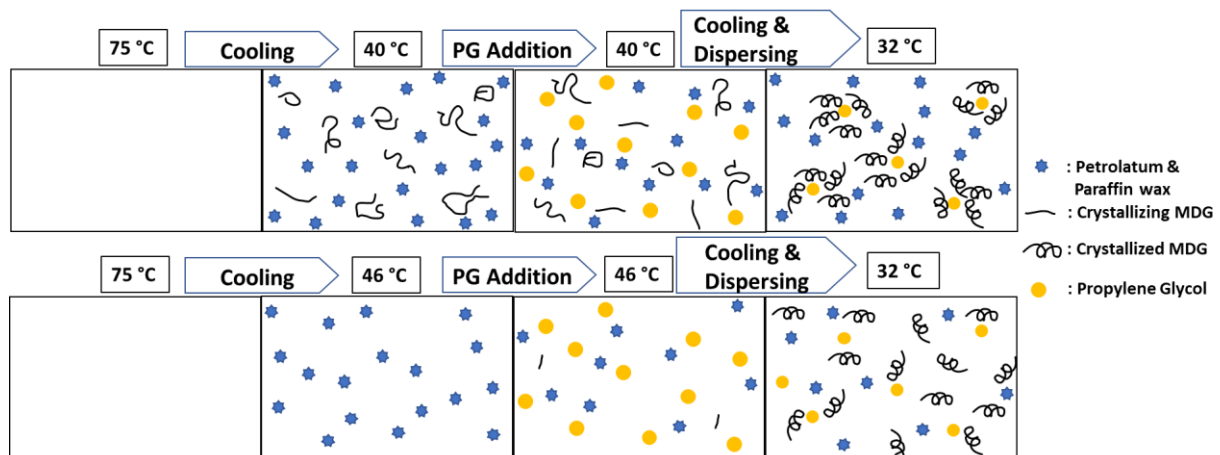 75 °C Cooling 40 °C PG Addition 40 °C Cooling & Dispersing 32 °C
: Petrolatum & Paraffin wax
: Crystallizing MDG
: Crystallized MDG
: Propylene Glycol
75 °C Cooling 46 °C PG Addition 46 °C Cooling & Dispersing 32 °C